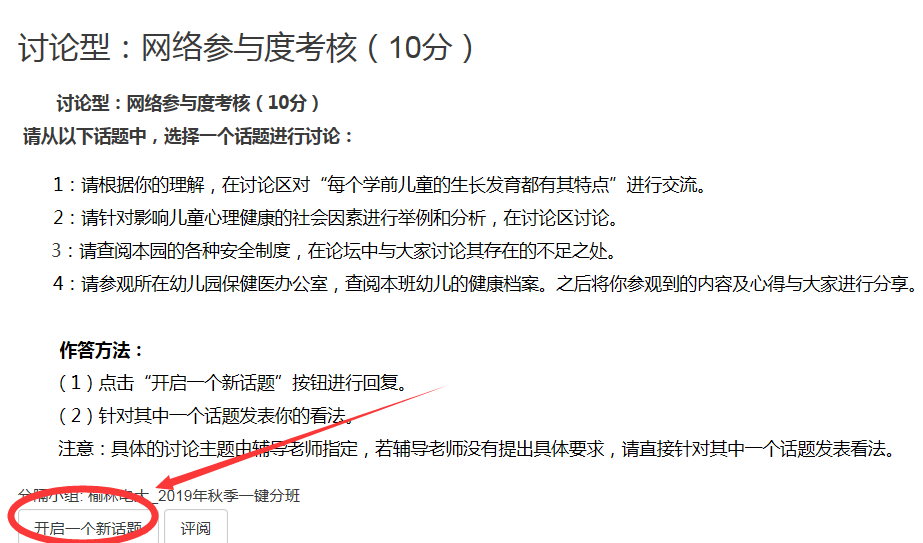 讨论型：网络参与度考核（10分）
讨论型：网络参与度考核（10分）
请从以下话题中，选择一个话题进行讨论：
1：请根据你的理解，在讨论区对“每个学前儿童的生长发育都有其特点”进行交流。
2：请针对影响儿童心理健康的社会因素进行举例和分析，在讨论区讨论。
3：请查阅本园的各种安全制度，在论坛中与大家讨论其存在的不足之处。
4：请参观所在幼儿园保健医办公室，查阅本班幼儿的健康档案。之后将你参观到的内容及心得与大家进行分享。
作答方法：
（1）点击“开启一个新话题”按钮进行回复。
（2）针对其中一个话题发表你的看法。
注意：具体的讨论主题由辅导老师指定，若辅导老师没有提出具体要求，请直接针对其中一个话题发表看法。
分隔小组: 榆林电大_2019年秋季一键分班
开启一个新话题 评阅